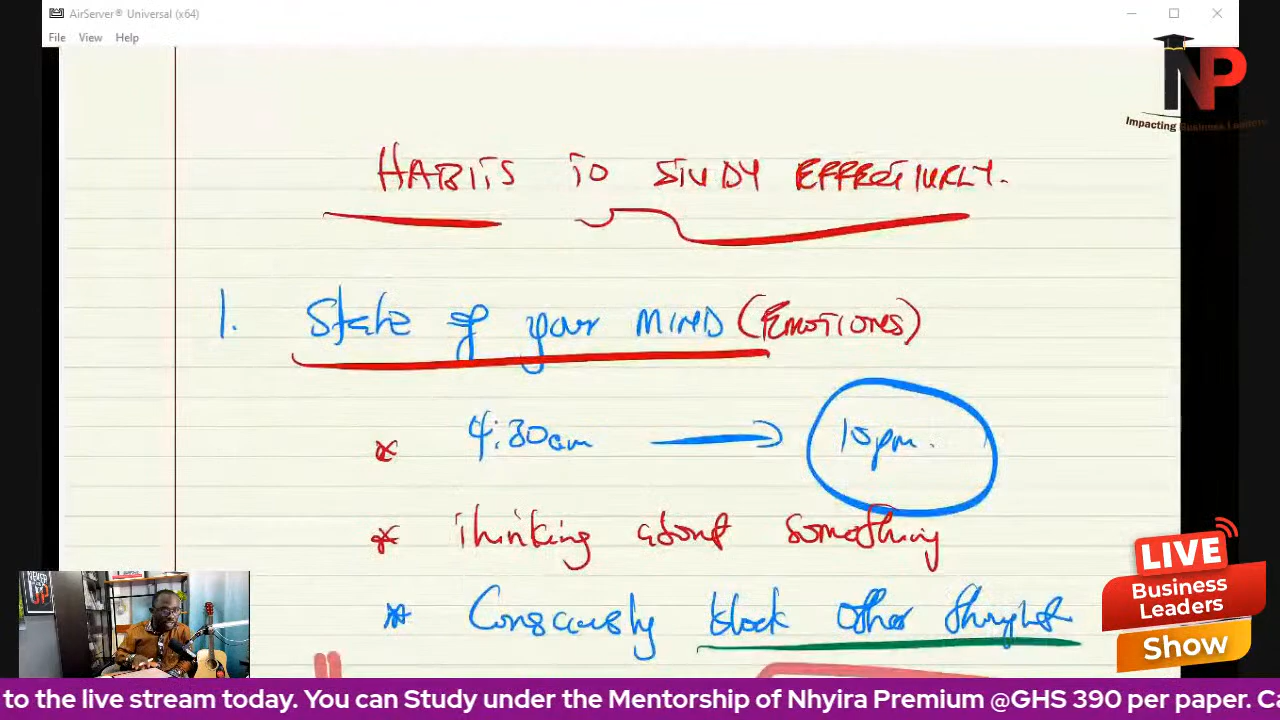 AirServer® Universal (x64)
File View Help
NP
Impacting Business Leaders
HABITS TO STUDY EFFECTIVELY.
1. State of your MIND (EMOTIONS)
* 4:30am → 10pm.
* Thinking about something
* Consciously block other thoughts
LIVE
Business
Leaders
Show
to the live stream today. You can Study under the Mentorship of Nhyira Premium @GHS 390 per paper. Ca